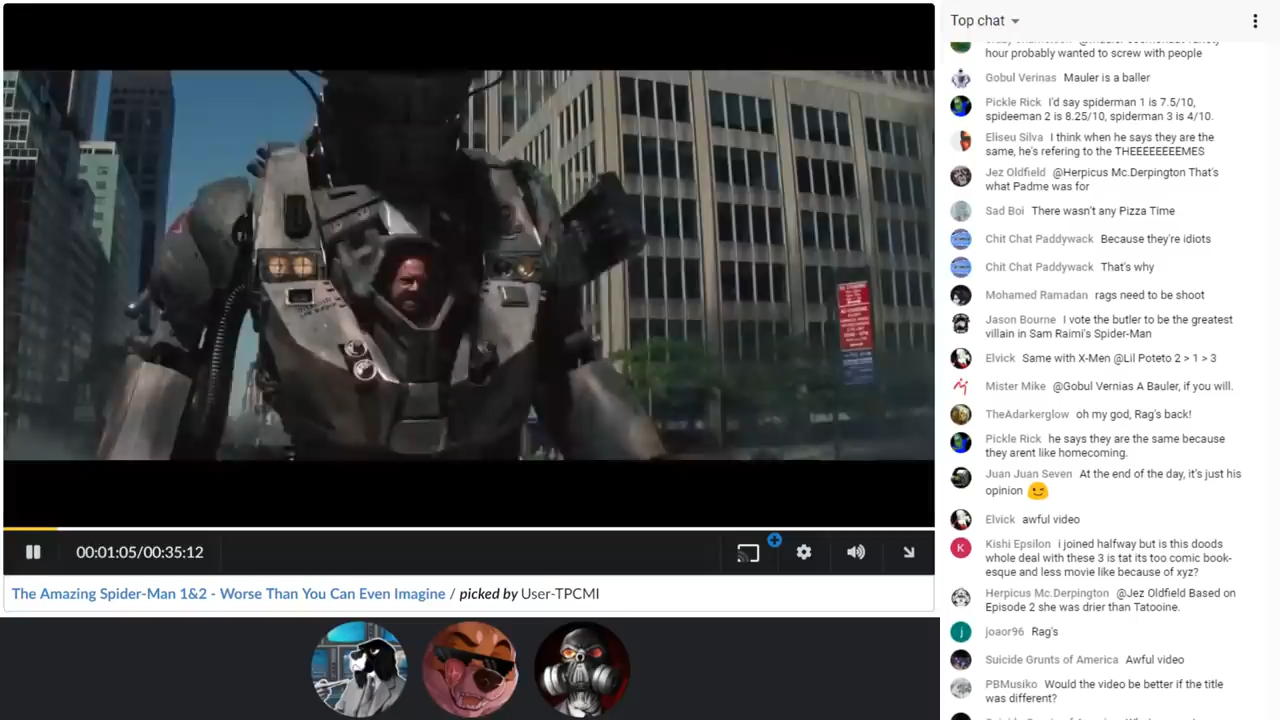 Top chat
hour probably wanted to screw with people
Gobul Verinas Mauler is a baller
Pickle Rick I'd say spiderman 1 is 7.5/10,
spideeman 2 is 8.25/10, spiderman 3 is 4/10.
Eliseu Silva I think when he says they are the
same, he's refering to the THEEEEEEEMES
Jez Oldfield @Herpicus Mc.Derpington That's
what Padme was for
Sad Boi There wasn't any Pizza Time
Chit Chat Paddywack Because they're idiots
Chit Chat Paddywack That's why
Mohamed Ramadan rags need to be shoot
Jason Bourne I vote the butler to be the greatest
villain in Sam Raimi's Spider-Man
Elvick Same with X-Men @Lil Poteto 2 > 1 > 3
Mister Mike @Gobul Vernias A Bauler, if you will.
TheAdarkerglow oh my god, Rag's back!
Pickle Rick he says they are the same because
they arent like homecoming.
Juan Juan Seven At the end of the day, it's just his
opinion 😉
Elvick awful video
K
Kishi Epsilon i joined halfway but is this doods
whole deal with these 3 is tat its too comic book-
esque and less movie like because of xyz?
Herpicus Mc.Derpington @Jez Oldfield Based on
Episode 2 she was drier than Tatooine.
j
joaor96 Rag's
Suicide Grunts of America Awful video
PBMusiko Would the video be better if the title
was different?
00:01:05/00:35:12
The Amazing Spider-Man 1&2 - Worse Than You Can Even Imagine / picked by User-TPCMI